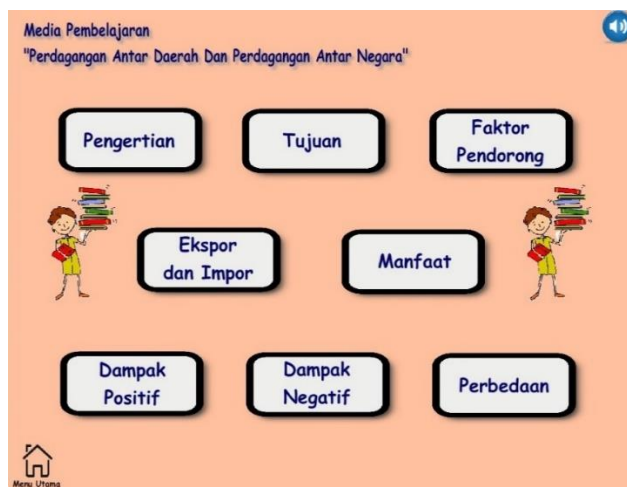 Media Pembelajaran
"Perdagangan Antar Daerah Dan Perdagangan Antar Negara"
Pengertian
Tujuan
Faktor
Pendorong
Ekspor
dan Impor
Manfaat
Dampak
Positif
Dampak
Negatif
Perbedaan
Menu Utama